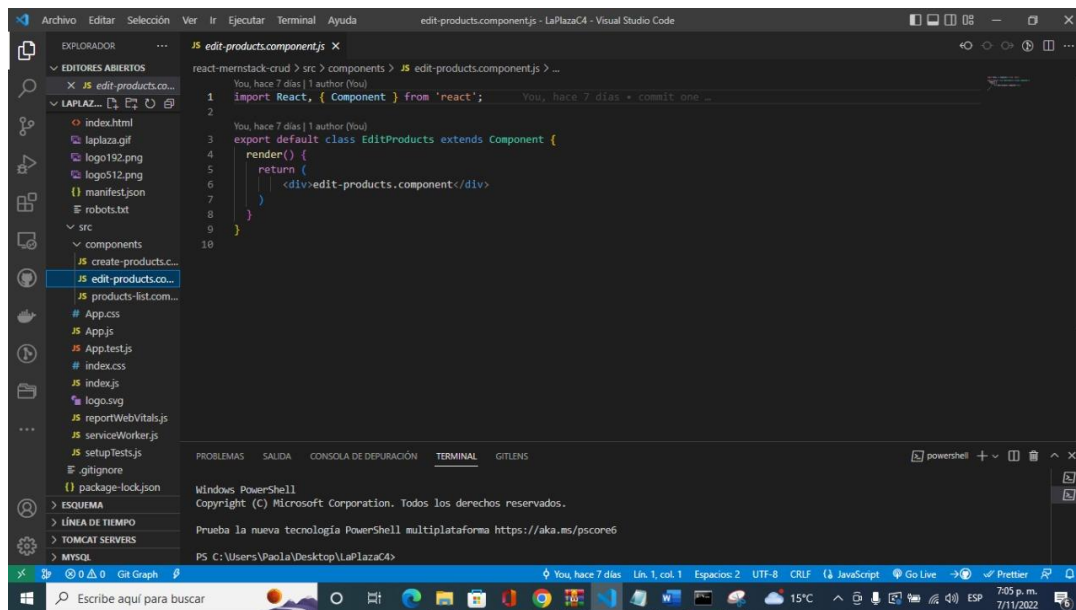 Archivo Editar Selección Ver Ir Ejecutar Terminal Ayuda
edit-products.component.js - LaPlazaC4 - Visual Studio Code
EXPLORADOR
EDITORES ABIERTOS
JS edit-products.co...
LAPLAZ...
index.html
laplaza.gif
logo192.png
logo512.png
{} manifest.json
robots.txt
src
components
JS create-products.c...
JS edit-products.co...
JS products-list.com...
# App.css
JS App.js
JS App.test.js
# index.css
JS index.js
logo.svg
JS reportWebVitals.js
JS serviceWorker.js
JS setupTests.js
.gitignore
{} package-lock.json
> ESQUEMA
> LÍNEA DE TIEMPO
> TOMCAT SERVERS
> MYSQL
JS edit-products.component.js
react-mernstack-crud > src > components > JS edit-products.component.js > ...
You, hace 7 días | 1 author (You)
1 import React, { Component } from 'react'; You, hace 7 días • commit one …
2
You, hace 7 días | 1 author (You)
3 export default class EditProducts extends Component {
4 render() {
5 return (
6 <div>edit-products.component</div>
7 )
8 }
9 }
10
PROBLEMAS SALIDA CONSOLA DE DEPURACIÓN TERMINAL GITLENS
powershell
Windows PowerShell
Copyright (C) Microsoft Corporation. Todos los derechos reservados.
Prueba la nueva tecnología PowerShell multiplataforma https://aka.ms/pscore6
PS C:\Users\Paola\Desktop\LaPlazaC4>
0 0 0 Git Graph
You, hace 7 días Lín. 1, col. 1 Espacios: 2 UTF-8 CRLF JavaScript Go Live Prettier
Escribe aquí para buscar
15°C ESP 7:05 p. m.
7/11/2022